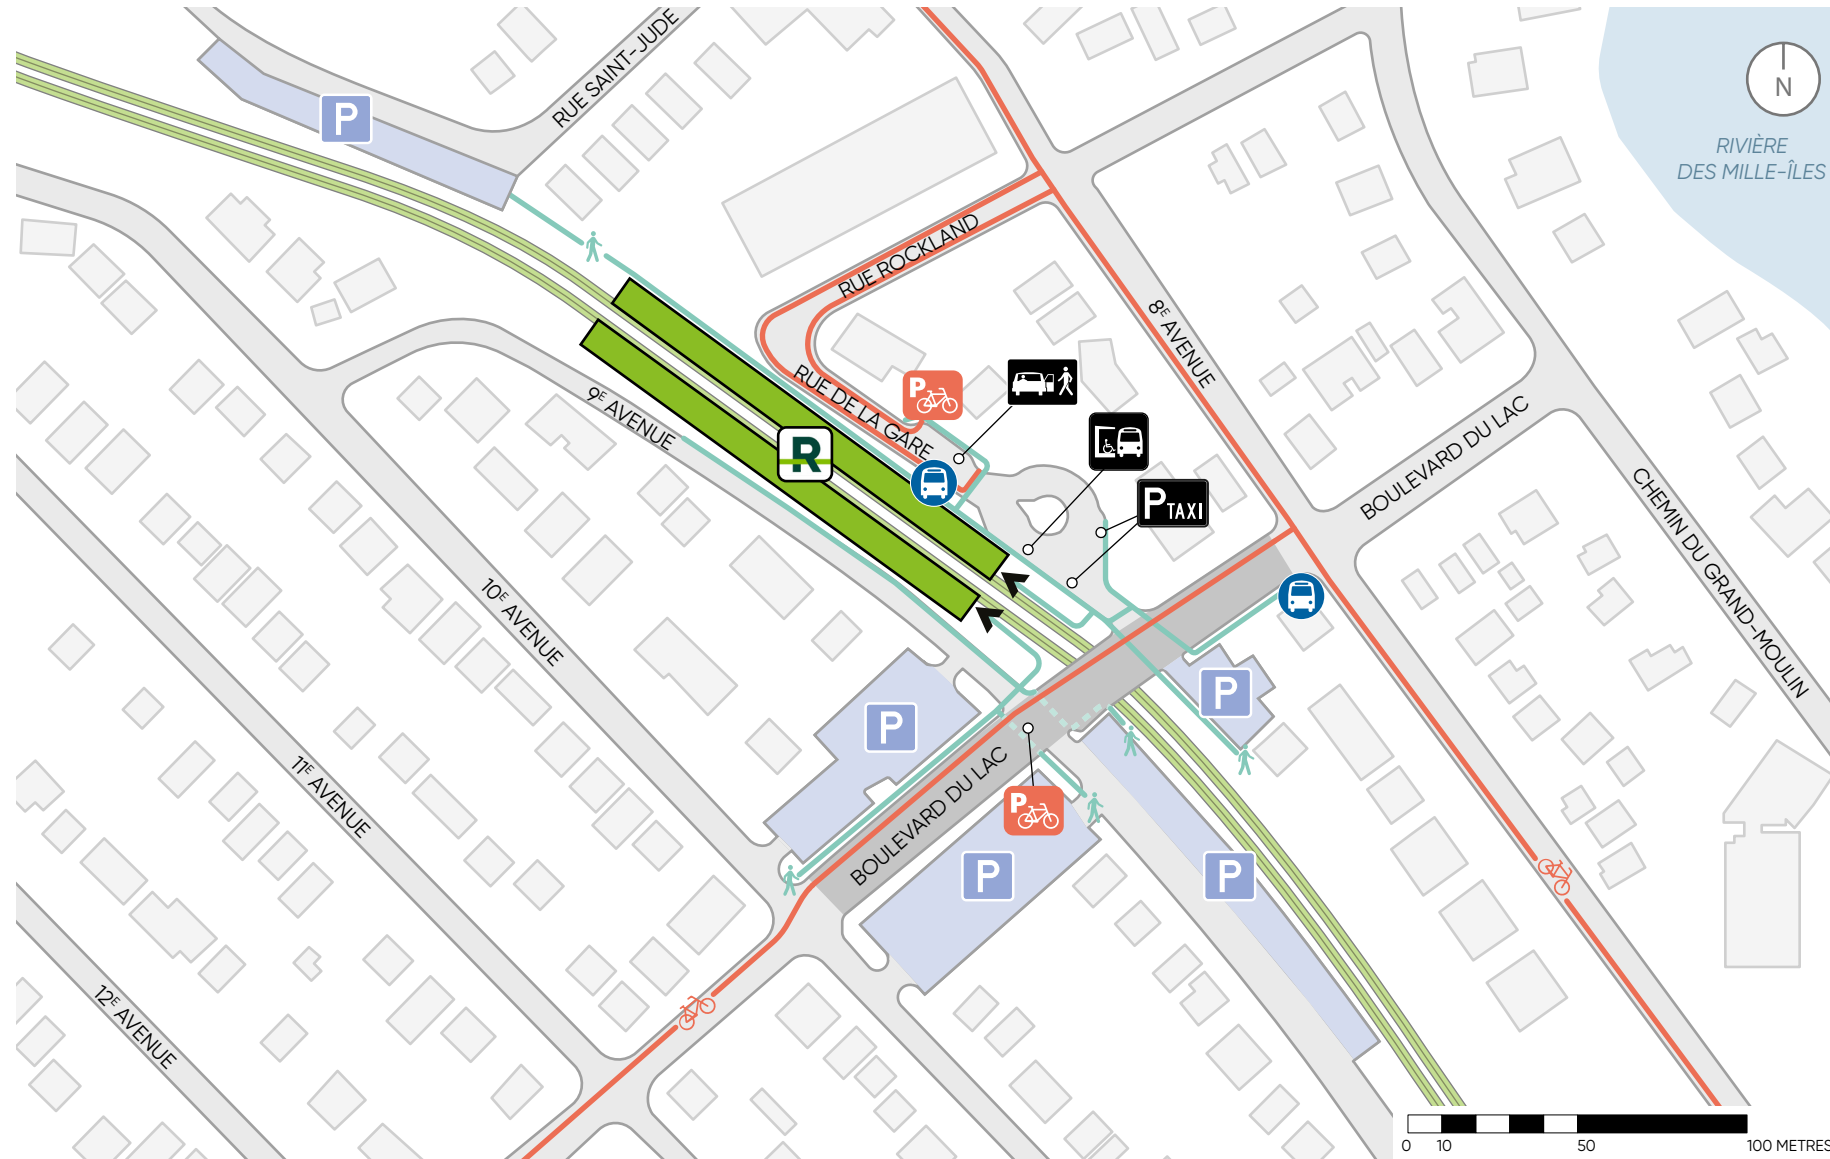 RUE SAINT-JUDE
P
N
RIVIÈRE
DES MILLE-ÎLES
RUE ROCKLAND
8E AVENUE
RUE DE LA GARE
P
9E AVENUE
R
P TAXI
BOULEVARD DU LAC
CHEMIN DU GRAND-MOULIN
10E AVENUE
P
P
11E AVENUE
BOULEVARD DU LAC
P
P
P
12E AVENUE
0 10 50 100 METRES